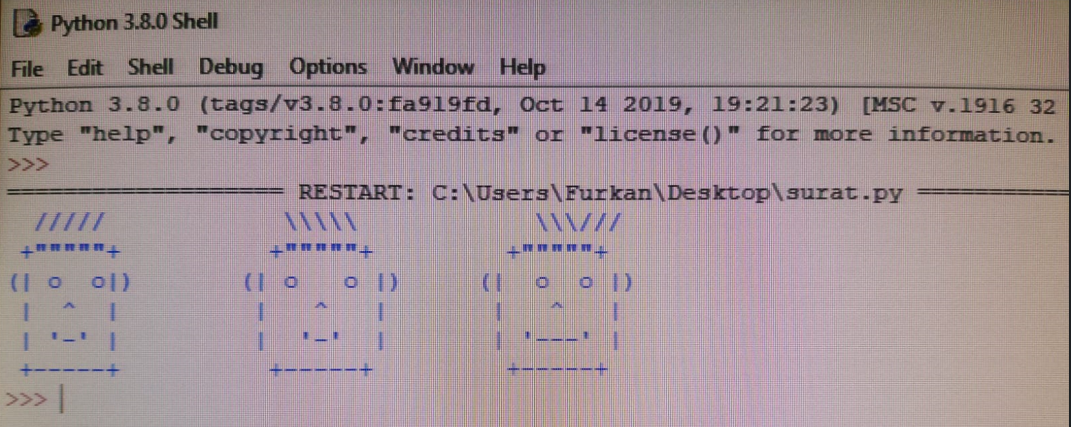 Python 3.8.0 Shell
File Edit Shell Debug Options Window Help
Python 3.8.0 (tags/v3.8.0:fa919fd, Oct 14 2019, 19:21:23) [MSC v.1916 32
Type "help", "copyright", "credits" or "license()" for more information.
>>>
=================== RESTART: C:\Users\Furkan\Desktop\surat.py ===========
  /////            \\\\\            \\\///
 +"""""+          +"""""+         +"""""+
(| o  o|)       (| o   o |)     (|  o  o |)
 |  ^  |         |   ^   |       |   ^   |
 | '-' |         |  '-'  |       | '---' |
 +-----+          +------+        +------+
>>>